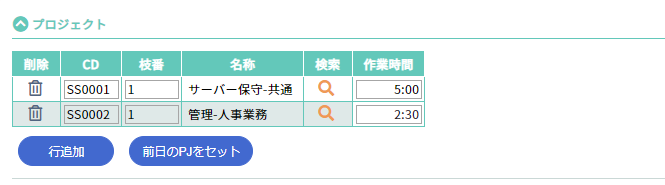 プロジェクト
削除 CD 枝番 名称 検索 作業時間
SS0001 1 サーバー保守-共通 5:00
SS0002 1 管理-人事業務 2:30
行追加 前日のPJをセット